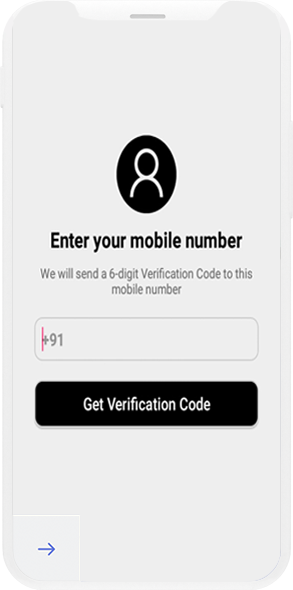 Enter your mobile number
We will send a 6-digit Verification Code to this
mobile number
+91
Get Verification Code